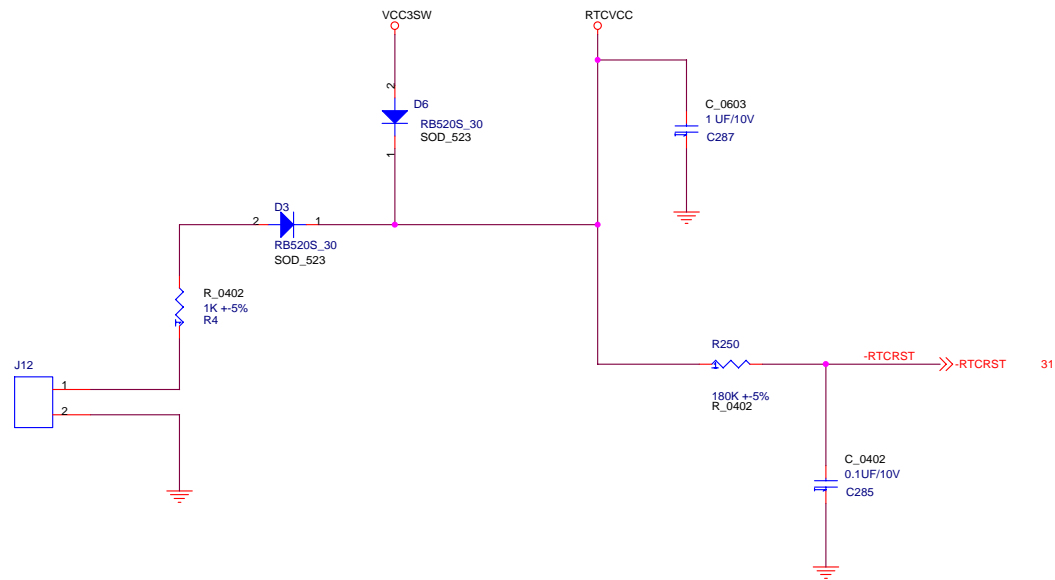 VCC3SW
RTCVCC
2
D6
RB520S_30
SOD_523
1
C_0603
1 UF/10V
C287
D3
2
1
RB520S_30
SOD_523
R_0402
1K +-5%
R4
1
J12
1
2
R250
1
180K +-5%
R_0402
-RTCRST
-RTCRST
31
C_0402
0.1UF/10V
C285